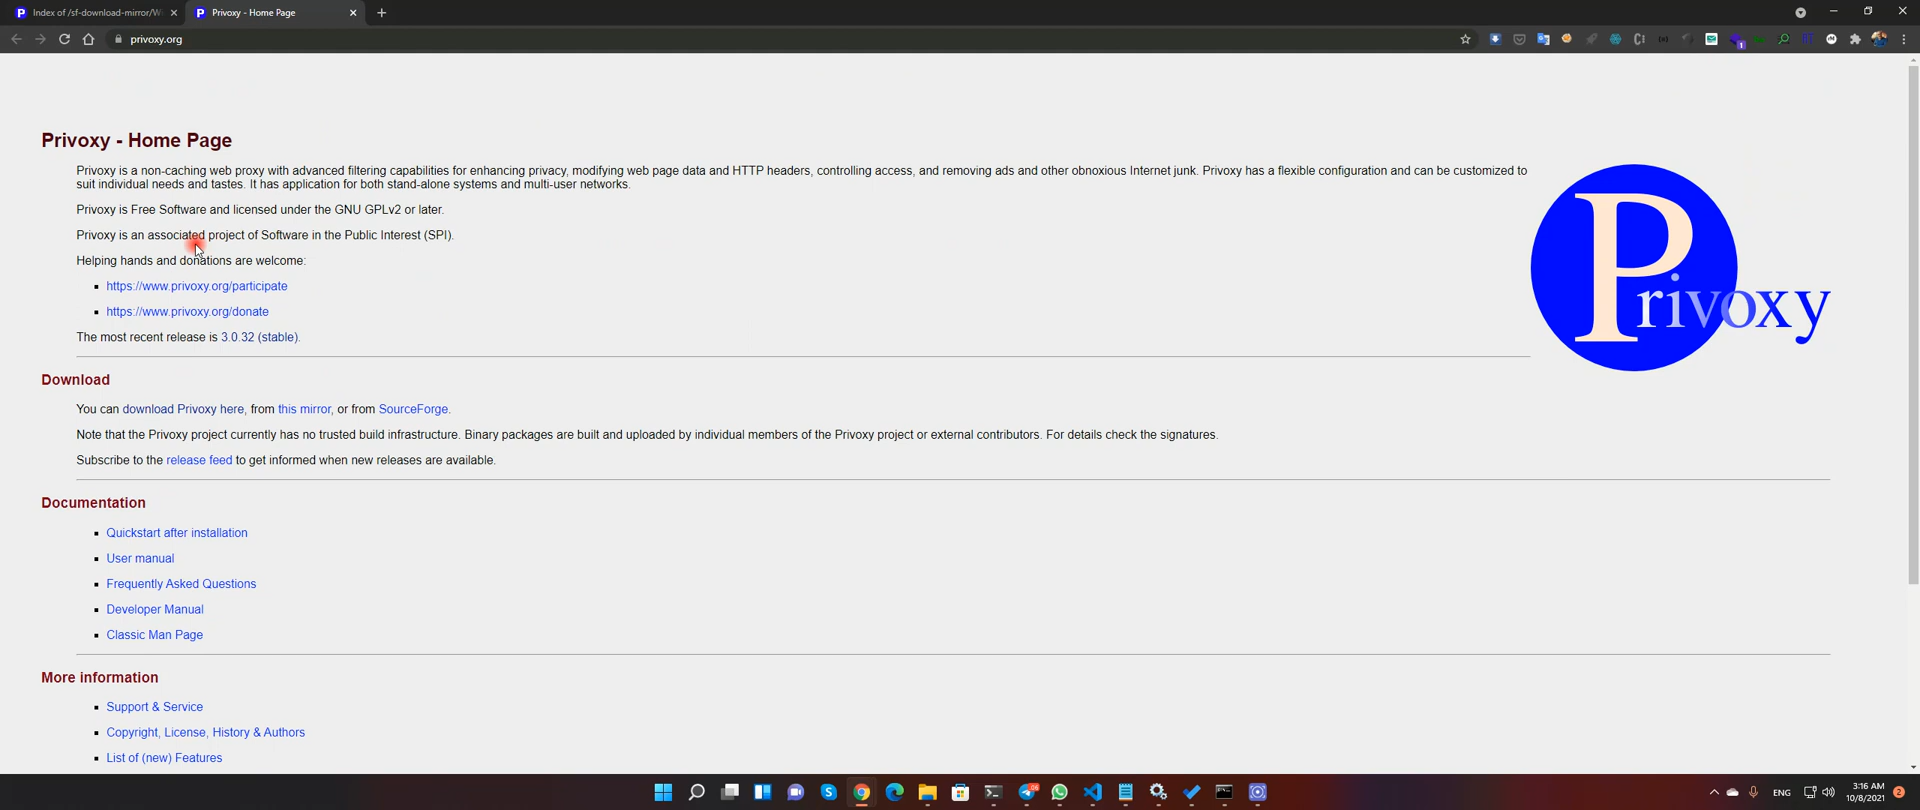 Index of /sf-download-mirror/Wi
Privoxy - Home Page
privoxy.org
Privoxy - Home Page
Privoxy is a non-caching web proxy with advanced filtering capabilities for enhancing privacy, modifying web page data and HTTP headers, controlling access, and removing ads and other obnoxious Internet junk. Privoxy has a flexible configuration and can be customized to
suit individual needs and tastes. It has application for both stand-alone systems and multi-user networks.
Privoxy is Free Software and licensed under the GNU GPLv2 or later.
Privoxy is an associated project of Software in the Public Interest (SPI).
Helping hands and donations are welcome:
https://www.privoxy.org/participate
https://www.privoxy.org/donate
The most recent release is 3.0.32 (stable).
Privoxy
Download
You can download Privoxy here, from this mirror, or from SourceForge.
Note that the Privoxy project currently has no trusted build infrastructure. Binary packages are built and uploaded by individual members of the Privoxy project or external contributors. For details check the signatures.
Subscribe to the release feed to get informed when new releases are available.
Documentation
Quickstart after installation
User manual
Frequently Asked Questions
Developer Manual
Classic Man Page
More information
Support & Service
Copyright, License, History & Authors
List of (new) Features
ENG
3:16 AM
10/8/2021
2